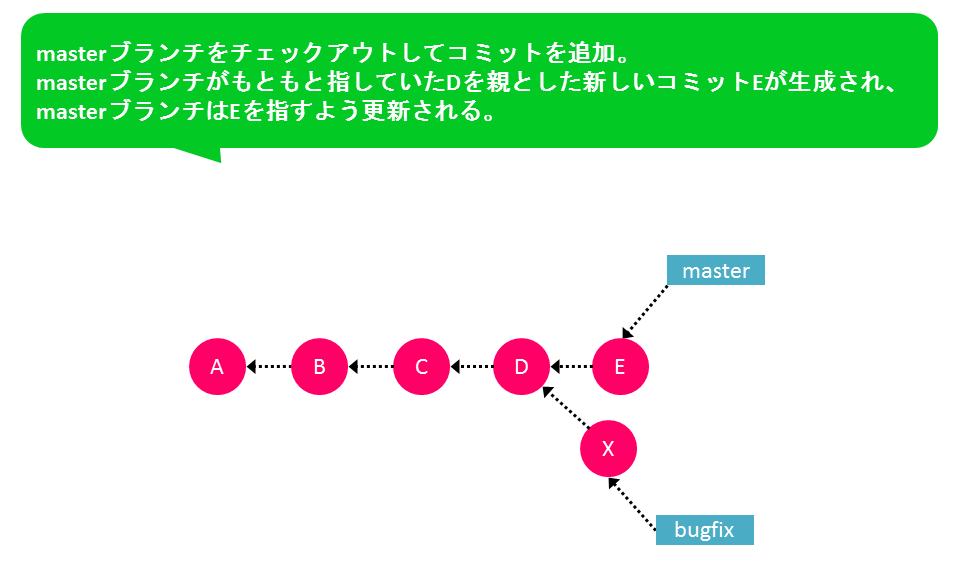 masterブランチをチェックアウトしてコミットを追加。
masterブランチがもともと指していたDを親とした新しいコミットEが生成され、
masterブランチはEを指すよう更新される。
master
A
B
C
D
E
X
bugfix